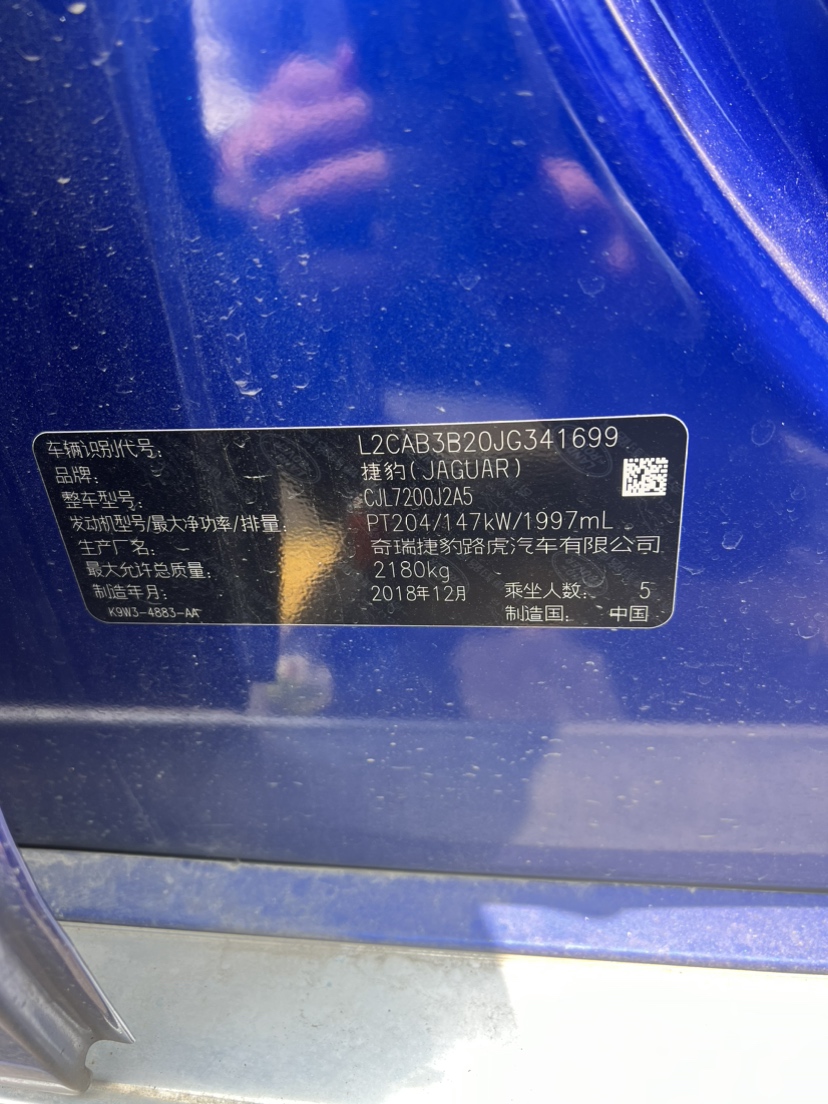 车辆识别代号: L2CAB3B20JG341699
品牌: 捷豹(JAGUAR)
整车型号: CJL7200J2A5
发动机型号/最大净功率/排量: PT204/147kW/1997mL
生产厂名: 奇瑞捷豹路虎汽车有限公司
最大允许总质量: 2180kg
制造年月: 2018年12月 乘坐人数: 5
K9W3-4883-AA 制造国: 中国